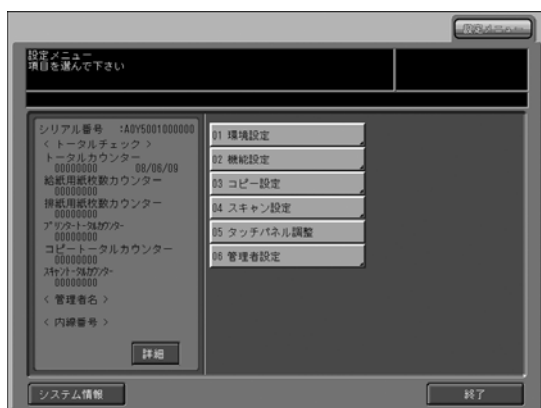 設定メニュー
設定メニュー
項目を選んで下さい
シリアル番号 :A0Y5001000000
< トータルチェック >
トータルカウンター
00000000 08/06/09
給紙用紙枚数カウンター
00000000
排紙用紙枚数カウンター
00000000
プリンタートータルカウンター
00000000
コピートータルカウンター
00000000
スキャントータルカウンター
00000000
< 管理者名 >
< 内線番号 >
詳細
01 環境設定
02 機能設定
03 コピー設定
04 スキャン設定
05 タッチパネル調整
06 管理者設定
システム情報
終了